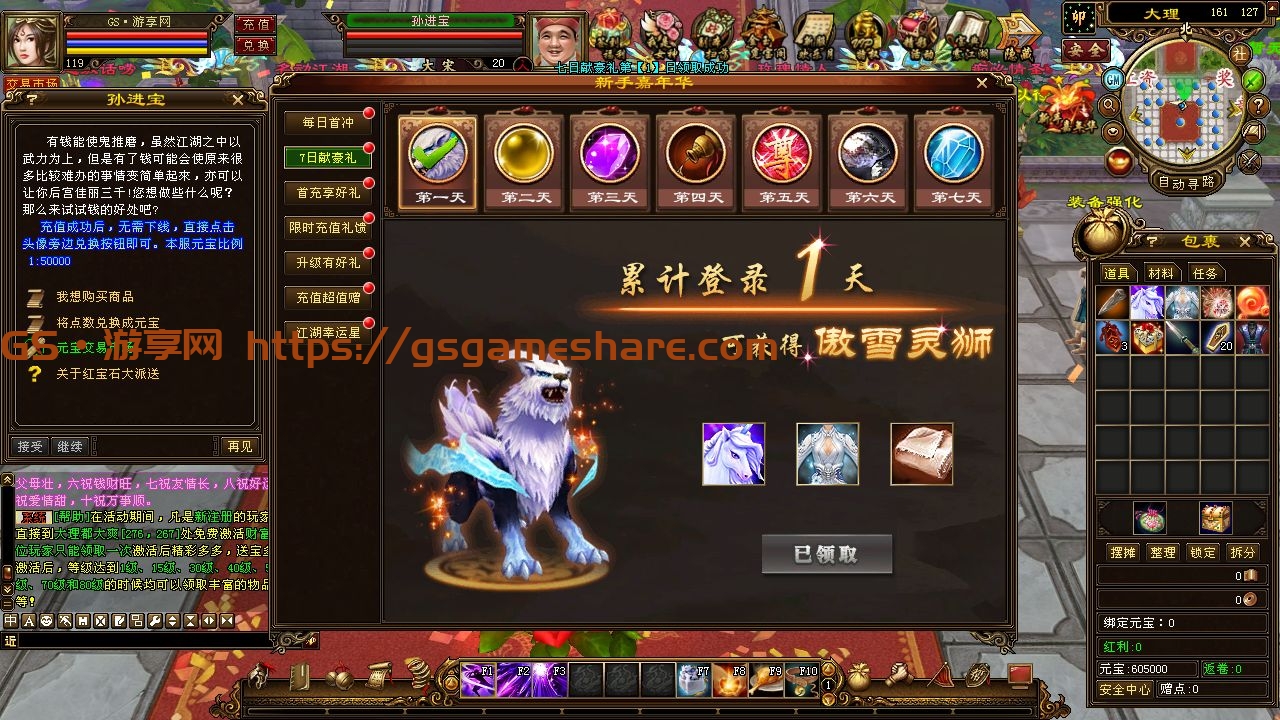 GS·游享网
119
充值
兑换
孙进宝
大宋
20
隐藏
七日献豪礼第【1】日领取成功
卯
大理
161 127
北
安全
GM
社
奖
自动寻路
装备强化
交易市场
孙进宝
有钱能使鬼推磨，虽然江湖之中以
武力为上，但是有了钱可能会使原来很
多比较难办的事情变简单起来，亦可以
让你后宫佳丽三千!您想做些什么呢？
那么来试试钱的好处吧？
充值成功后，无需下线，直接点击
头像旁边兑换按钮即可。本服元宝比例
1:50000
我想购买商品
将点数兑换成元宝
元宝交易市场
关于红宝石大派送
接受
继续
再见
新手嘉年华
每日首冲
7日献豪礼
首充享好礼
限时充值礼馈
升级有好礼
充值超值赠
江湖幸运星
第一天
第二天
第三天
第四天
第五天
第六天
第七天
累计登录 1 天
可获得 傲雪灵狮
已领取
GS·游享网 https://gsgameshare.com
包裹
道具
材料
任务
3
20
摆摊
整理
锁定
拆分
0
0
绑定元宝：0
红利:0
元宝:605000
返卷:0
安全中心
赠点:0
父母壮，六祝钱财旺，七祝友情长，八祝好运
祝爱情甜，十祝万事顺。
[帮助]在活动期间，凡是新注册的玩家
直接到大理都大爽[276，267]处免费激活财富
位玩家只能领取一次激活后精彩多多，送宝多
激活后，等级达到1级、15级、30级、40级、5
级、70级和80级的时候均可以领取丰富的物品
等!
中
A
近
F1
F2
F3
F7
F8
F9
F10
1